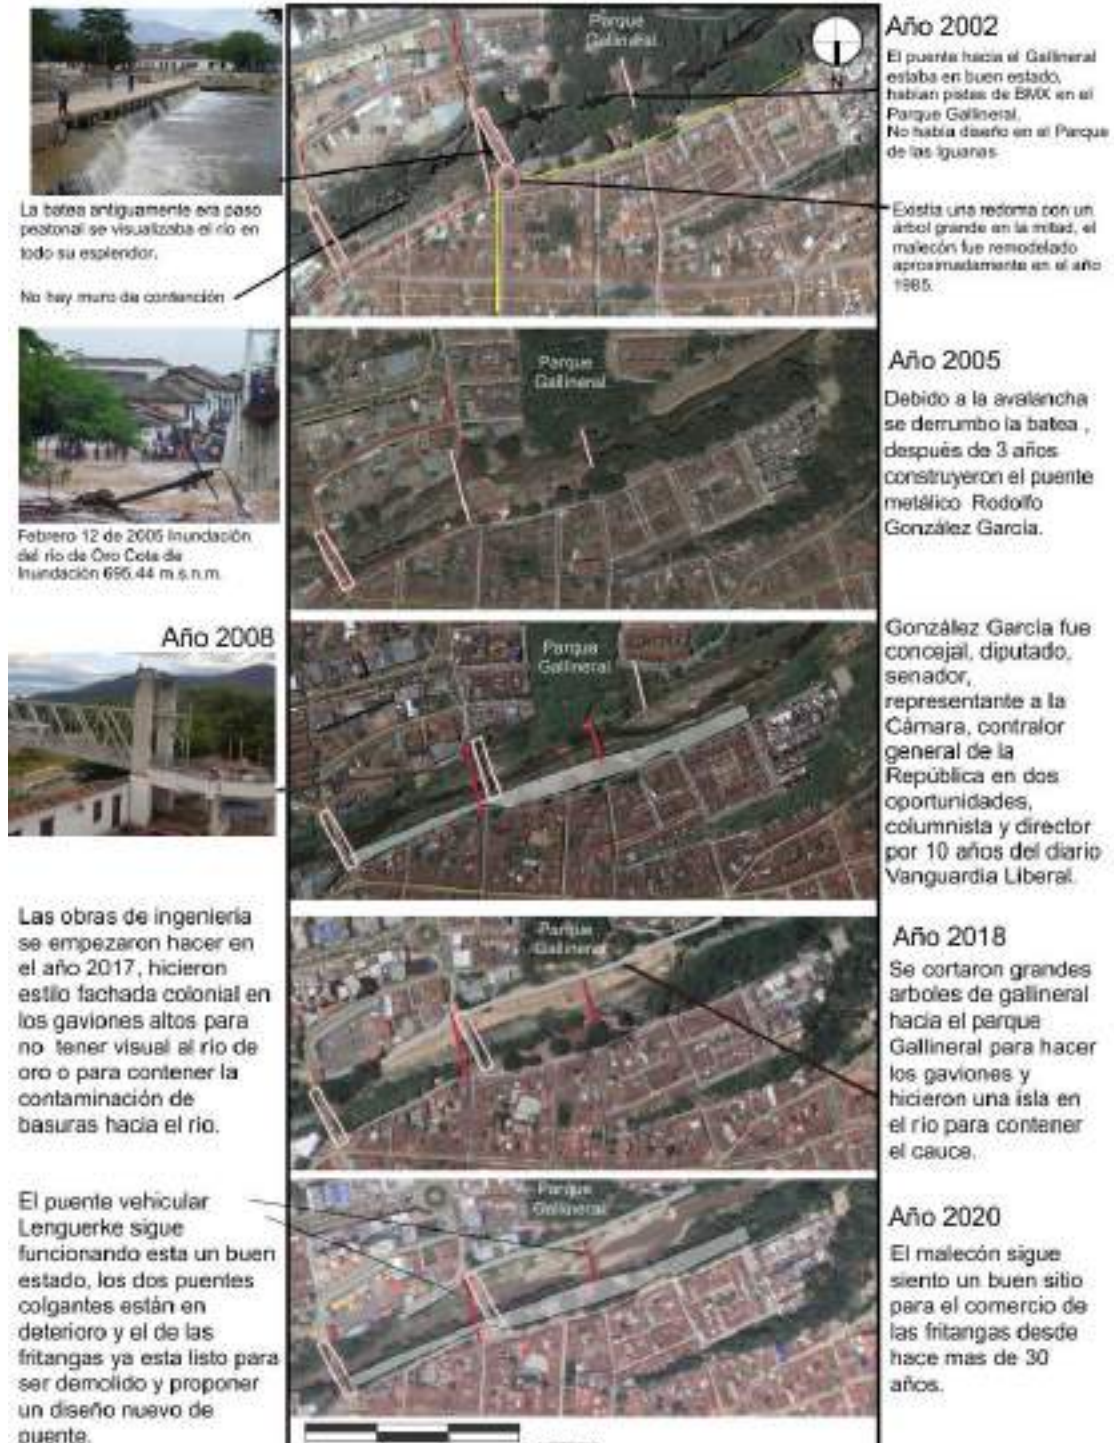 Parque
Gallineral
N
Año 2002
El puente hacia el Gallineral
estaba en buen estado,
habian pistas de BMX en el
Parque Gallineral.
No habia diseño en el Parque
de las Iguanas
La batea antiguamente era paso
peatonal se visualizaba el río en
todo su esplendor.
No hay muro de contención
Existía una redoma con un
árbol grande en la mitad, el
malecón fue remodelado
aproximadamente en el año
1985.
Parque
Gallineral
Año 2005
Debido a la avalancha
se derrumbo la batea ,
después de 3 años
construyeron el puente
metálico Rodolfo
González García.
Febrero 12 de 2005 Inundación
del río de Oro Cota de
Inundación 695.44 m.s.n.m.
Año 2008
Parque
Gallineral
González García fue
concejal, diputado,
senador,
representante a la
Cámara, contralor
general de la
República en dos
oportunidades,
columnista y director
por 10 años del diario
Vanguardia Liberal.
Las obras de ingeniería
se empezaron hacer en
el año 2017, hicieron
estilo fachada colonial en
los gaviones altos para
no tener visual al río de
oro o para contener la
contaminación de
basuras hacia el río.
Parque
Gallineral
Año 2018
Se cortaron grandes
arboles de gallineral
hacia el parque
Gallineral para hacer
los gaviones y
hicieron una isla en
el río para contener
el cauce.
El puente vehicular
Lenguerke sigue
funcionando esta un buen
estado, los dos puentes
colgantes están en
deterioro y el de las
fritangas ya esta listo para
ser demolido y proponer
un diseño nuevo de
puente.
Parque
Gallineral
Año 2020
El malecón sigue
siento un buen sitio
para el comercio de
las fritangas desde
hace mas de 30
años.